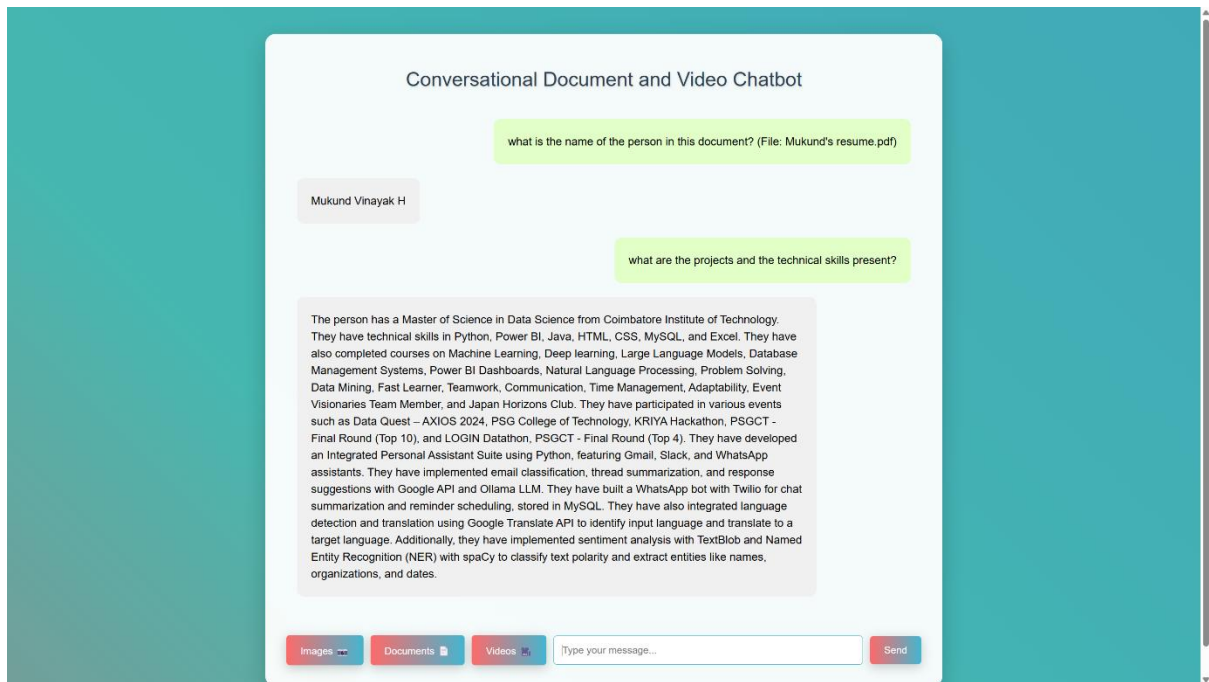 Conversational Document and Video Chatbot
what is the name of the person in this document? (File: Mukund's resume.pdf)
Mukund Vinayak H
what are the projects and the technical skills present?
The person has a Master of Science in Data Science from Coimbatore Institute of Technology.
They have technical skills in Python, Power BI, Java, HTML, CSS, MySQL, and Excel. They have
also completed courses on Machine Learning, Deep learning, Large Language Models, Database
Management Systems, Power BI Dashboards, Natural Language Processing, Problem Solving,
Data Mining, Fast Learner, Teamwork, Communication, Time Management, Adaptability, Event
Visionaries Team Member, and Japan Horizons Club. They have participated in various events
such as Data Quest – AXIOS 2024, PSG College of Technology, KRIYA Hackathon, PSGCT -
Final Round (Top 10), and LOGIN Datathon, PSGCT - Final Round (Top 4). They have developed
an Integrated Personal Assistant Suite using Python, featuring Gmail, Slack, and WhatsApp
assistants. They have implemented email classification, thread summarization, and response
suggestions with Google API and Ollama LLM. They have built a WhatsApp bot with Twilio for chat
summarization and reminder scheduling, stored in MySQL. They have also integrated language
detection and translation using Google Translate API to identify input language and translate to a
target language. Additionally, they have implemented sentiment analysis with TextBlob and Named
Entity Recognition (NER) with spaCy to classify text polarity and extract entities like names,
organizations, and dates.
Images Documents Videos Type your message... Send